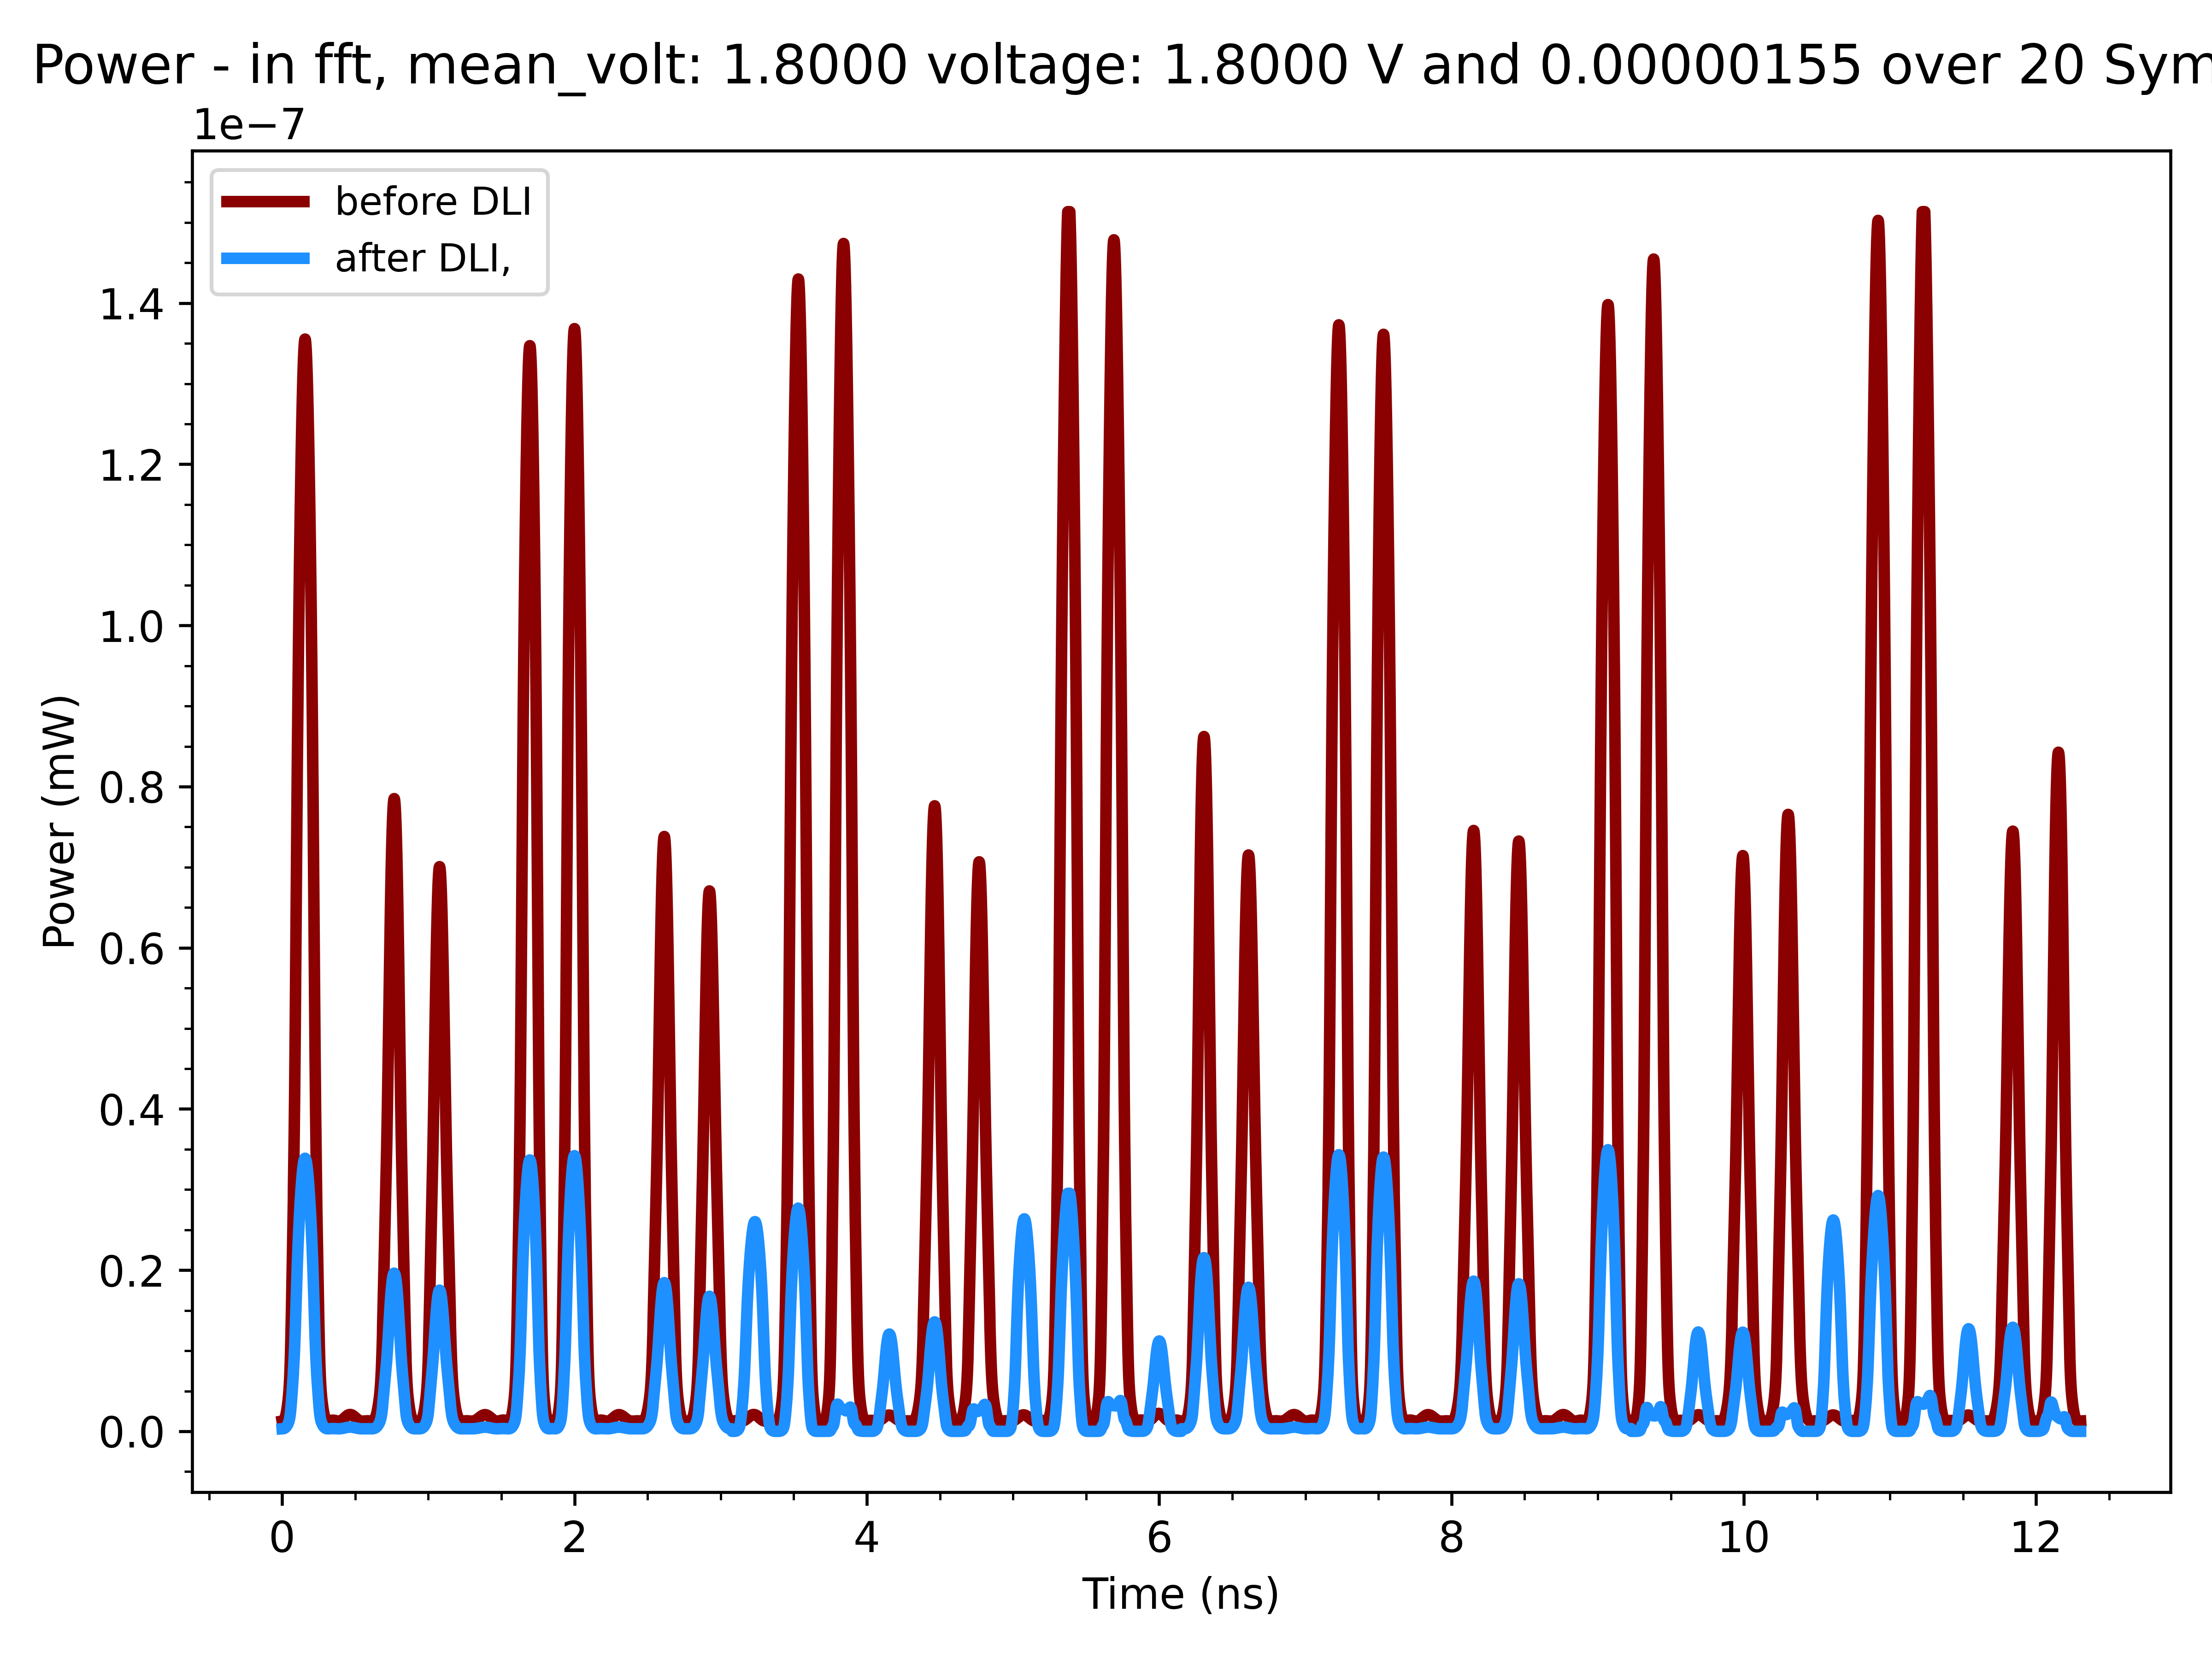 Power - in fft, mean_volt: 1.8000 voltage: 1.8000 V and 0.00000155 over 20 Sym
1e−7
before DLI
after DLI,
1.4
1.2
1.0
0.8
0.6
0.4
0.2
0.0
Power (mW)
0 2 4 6 8 10 12
Time (ns)